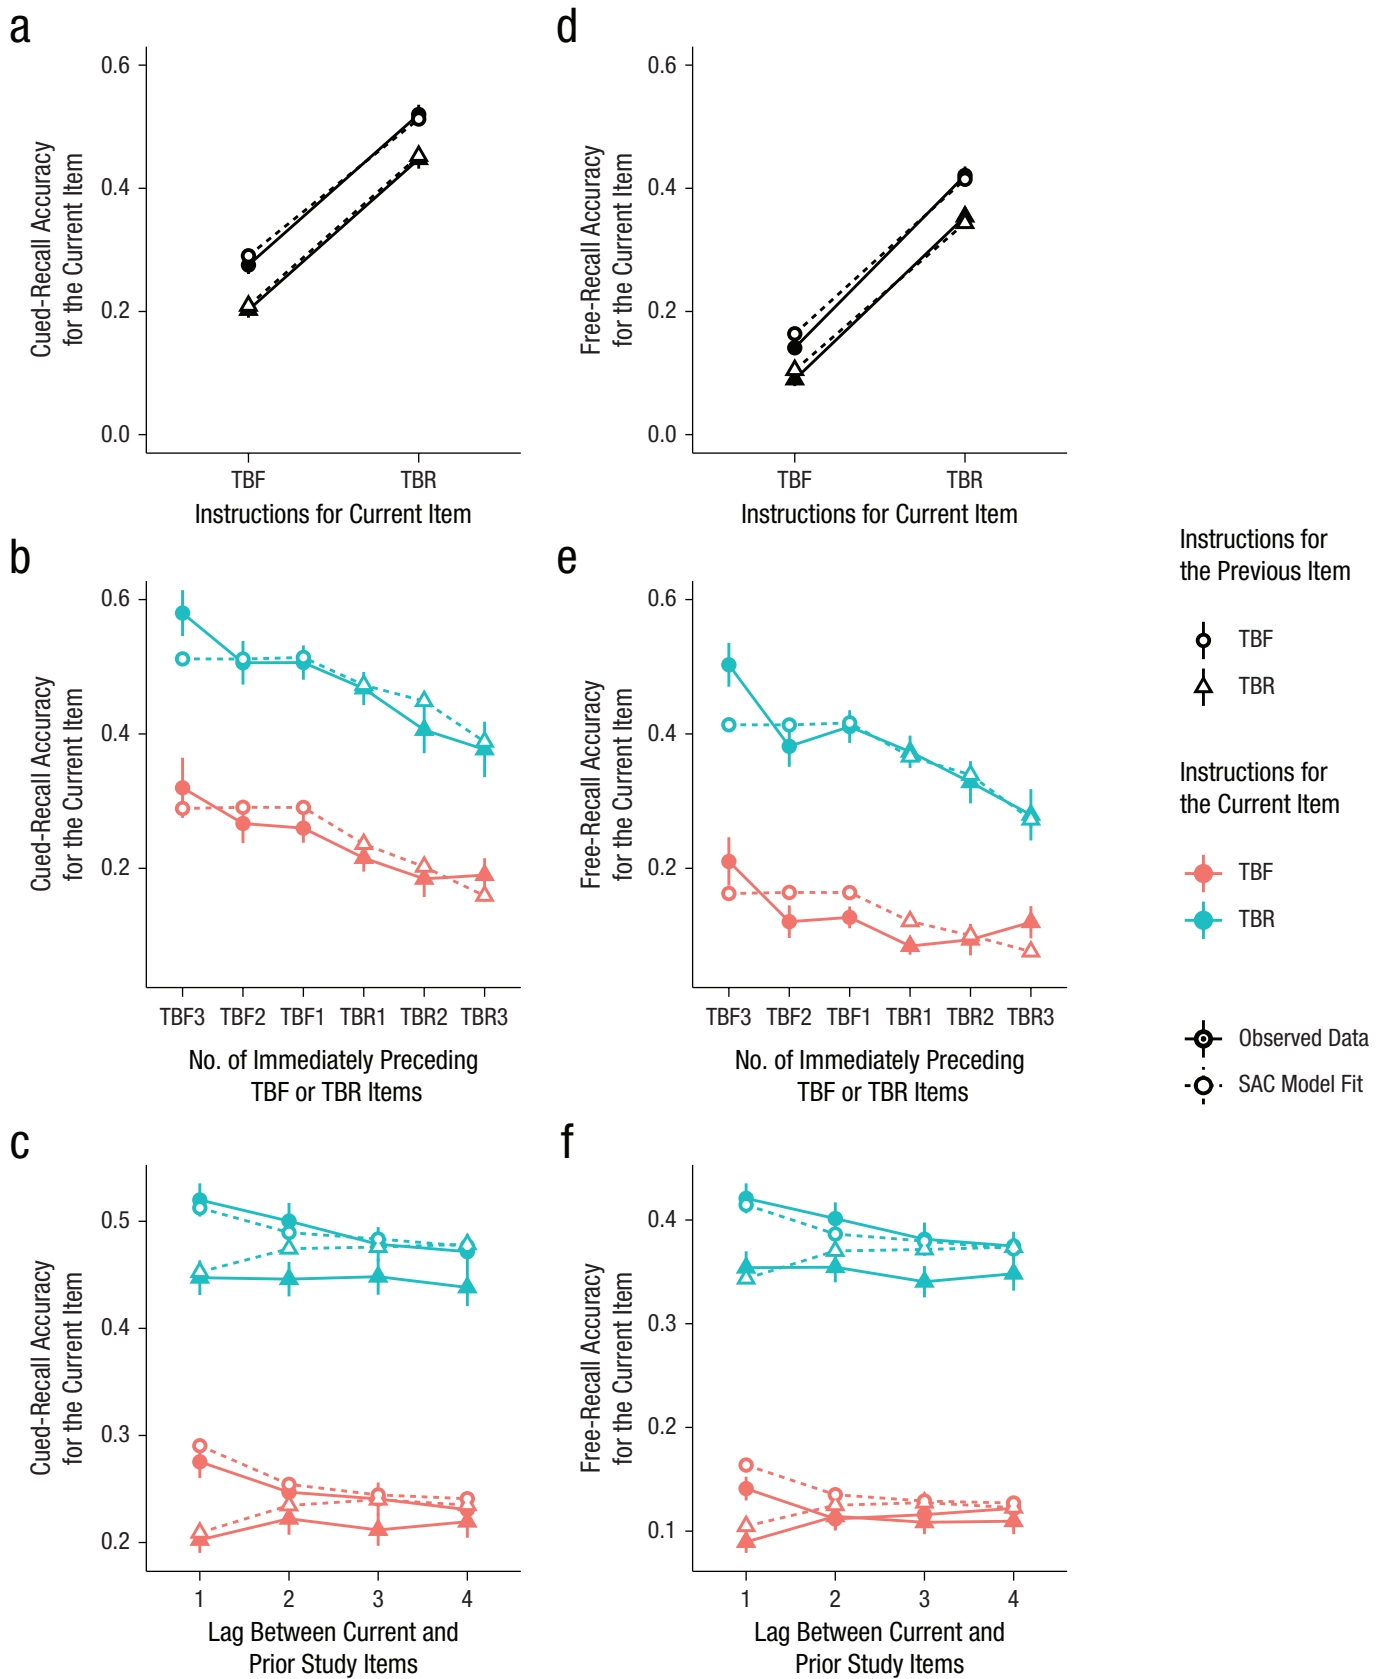 a
Cued-Recall Accuracy
for the Current Item
0.6
0.4
0.2
0.0
TBF
TBR
Instructions for Current Item
d
Free-Recall Accuracy
for the Current Item
0.6
0.4
0.2
0.0
TBF
TBR
Instructions for Current Item
b
Cued-Recall Accuracy
for the Current Item
0.6
0.4
0.2
TBF3
TBF2
TBF1
TBR1
TBR2
TBR3
No. of Immediately Preceding
TBF or TBR Items
e
Free-Recall Accuracy
for the Current Item
0.6
0.4
0.2
TBF3
TBF2
TBF1
TBR1
TBR2
TBR3
No. of Immediately Preceding
TBF or TBR Items
Instructions for
the Previous Item
TBF
TBR
Instructions for
the Current Item
TBF
TBR
Observed Data
SAC Model Fit
c
Cued-Recall Accuracy
for the Current Item
0.5
0.4
0.3
0.2
1
2
3
4
Lag Between Current and
Prior Study Items
f
Free-Recall Accuracy
for the Current Item
0.4
0.3
0.2
0.1
1
2
3
4
Lag Between Current and
Prior Study Items